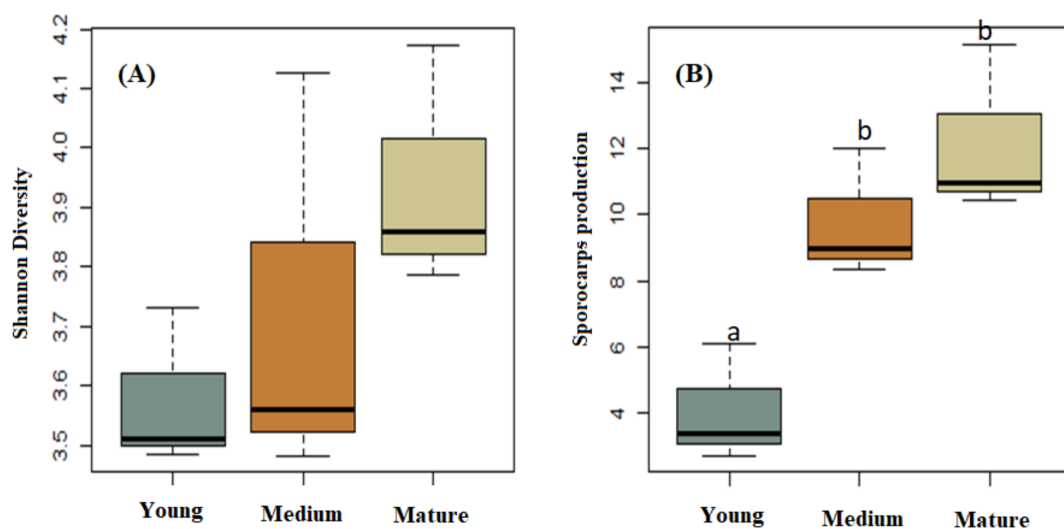 (A)
Shannon Diversity
4.2
4.1
4.0
3.9
3.8
3.7
3.6
3.5
Young Medium Mature
(B)
Sporocarps production
14
12
10
8
6
4
a
b
b
Young Medium Mature